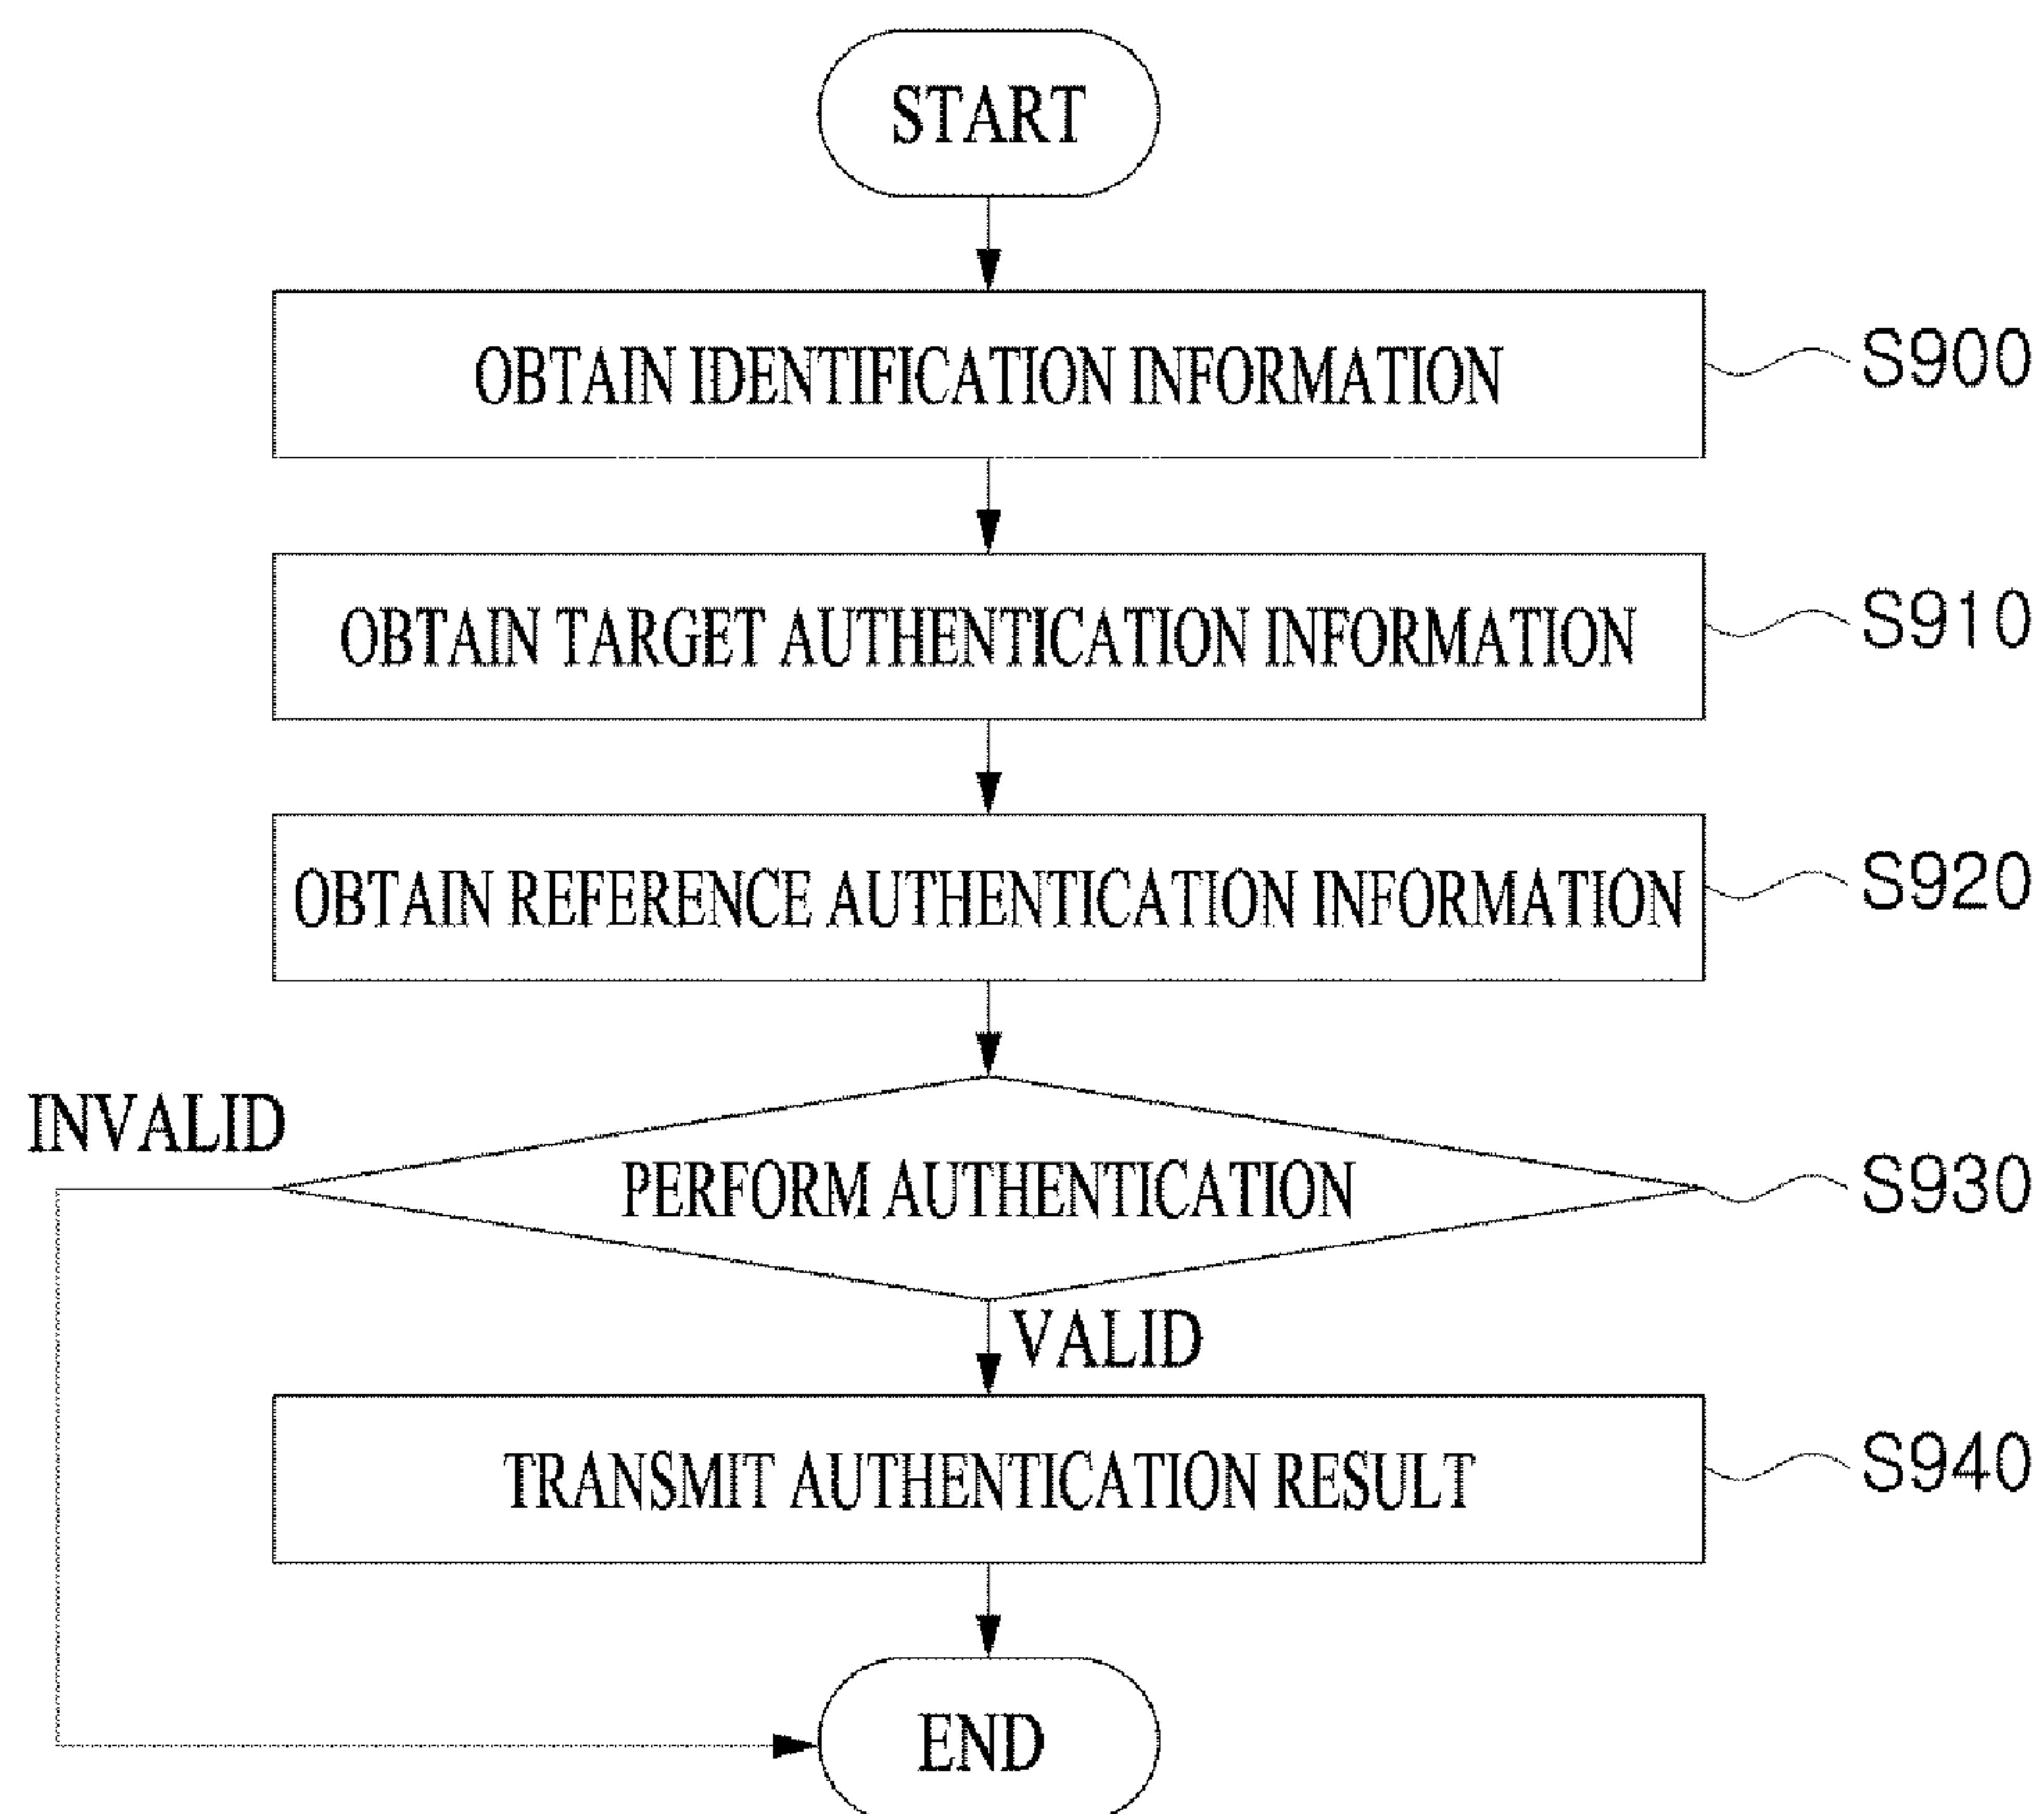 START
OBTAIN IDENTIFICATION INFORMATION
S900
OBTAIN TARGET AUTHENTICATION INFORMATION
S910
OBTAIN REFERENCE AUTHENTICATION INFORMATION
S920
INVALID
PERFORM AUTHENTICATION
S930
VALID
TRANSMIT AUTHENTICATION RESULT
S940
END